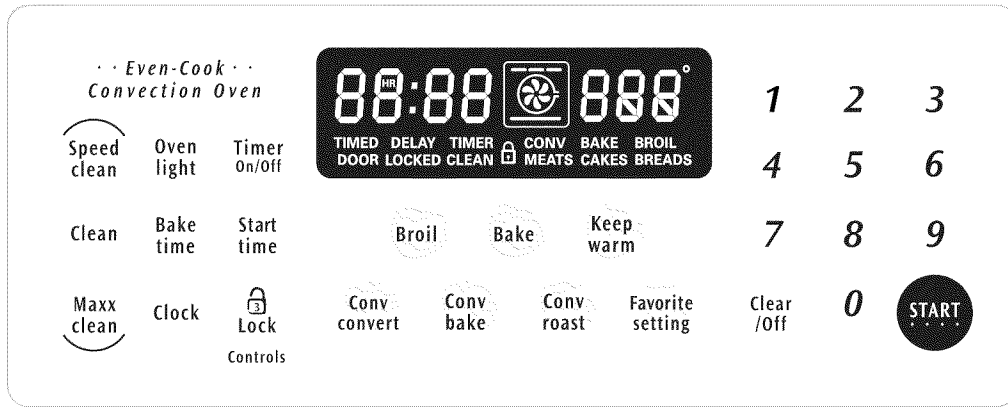 · · Even-Cook · ·
Convection Oven
88:88 888°
HR
TIMED DELAY TIMER CONV BAKE BROIL
DOOR LOCKED CLEAN MEATS CAKES BREADS
Speed
clean
Oven
light
Timer
On/Off
Clean
Bake
time
Start
time
Maxx
clean
Clock
3
Lock
Controls
Broil
Bake
Keep
warm
Conv
convert
Conv
bake
Conv
roast
Favorite
setting
1 2 3
4 5 6
7 8 9
Clear
/Off
0
START